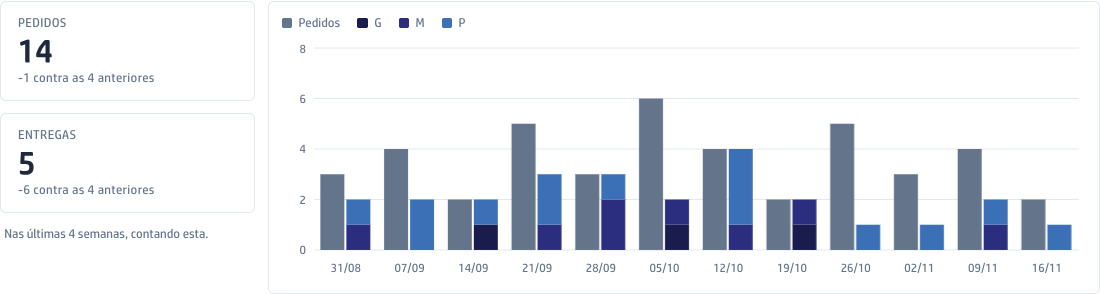 PEDIDOS
14
-1 contra as 4 anteriores
ENTREGAS
5
-6 contra as 4 anteriores
Nas últimas 4 semanas, contando esta.
Pedidos G M P
8
6
4
2
0
31/08 07/09 14/09 21/09 28/09 05/10 12/10 19/10 26/10 02/11 09/11 16/11